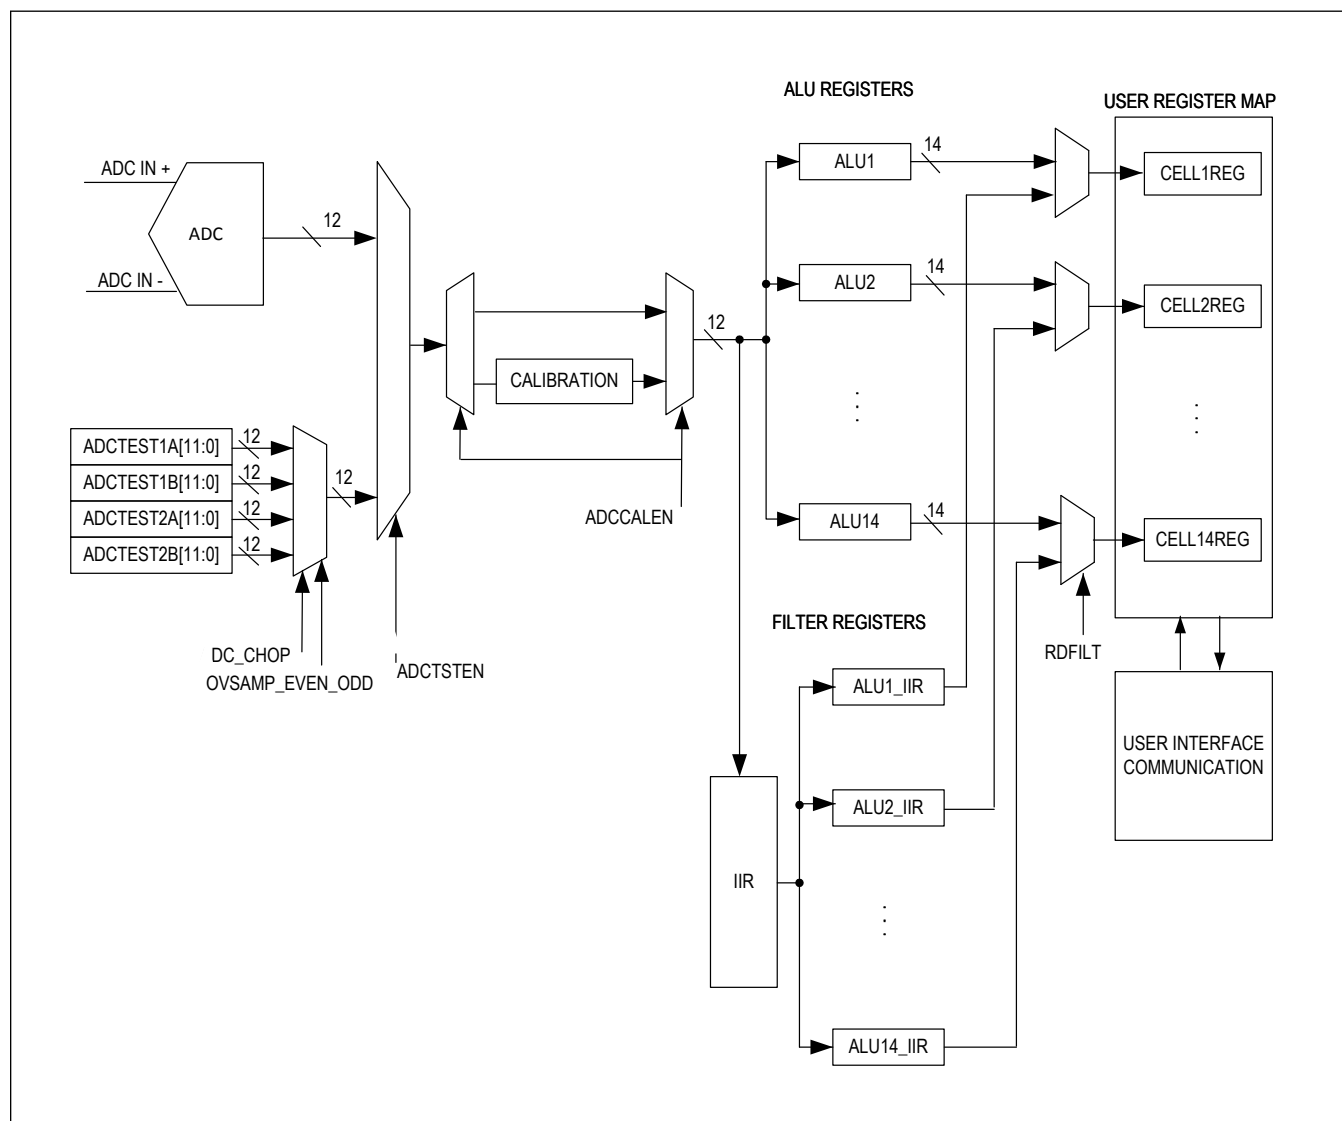 ALU REGISTERS
USER REGISTER MAP
ADC IN +
ADC
ADC IN -
12
12
ADCTEST1A[11:0]
ADCTEST1B[11:0]
ADCTEST2A[11:0]
ADCTEST2B[11:0]
12
12
12
12
DC_CHOP
OVSAMP_EVEN_ODD
ADCTSTEN
CALIBRATION
ADCCALEN
12
ALU1
14
CELL1REG
ALU2
14
CELL2REG
ALU14
14
CELL14REG
RDFILT
FILTER REGISTERS
ALU1_IIR
ALU2_IIR
IIR
ALU14_IIR
USER INTERFACE
COMMUNICATION